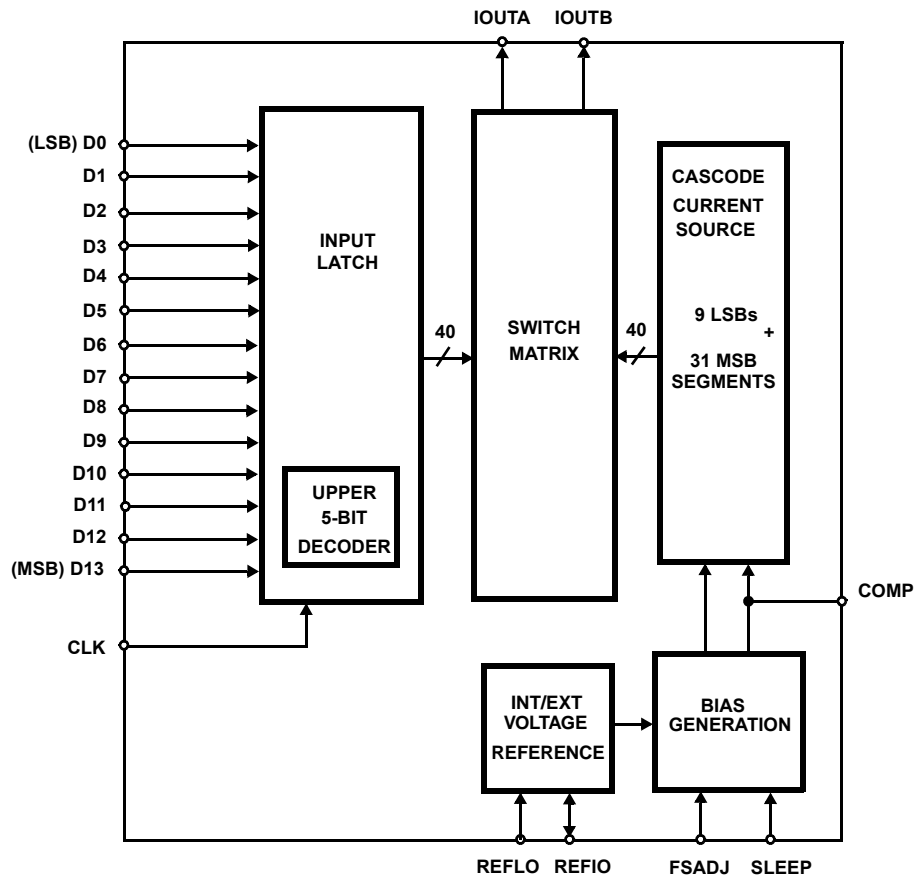 IOUTA IOUTB
(LSB) D0
D1
D2
D3
D4
D5
D6
D7
D8
D9
D10
D11
D12
(MSB) D13
CLK
INPUT
LATCH
UPPER
5-BIT
DECODER
40
SWITCH
MATRIX
40
CASCODE
CURRENT
SOURCE
9 LSBs
+
31 MSB
SEGMENTS
COMP
INT/EXT
VOLTAGE
REFERENCE
BIAS
GENERATION
REFLO REFIO FSADJ SLEEP